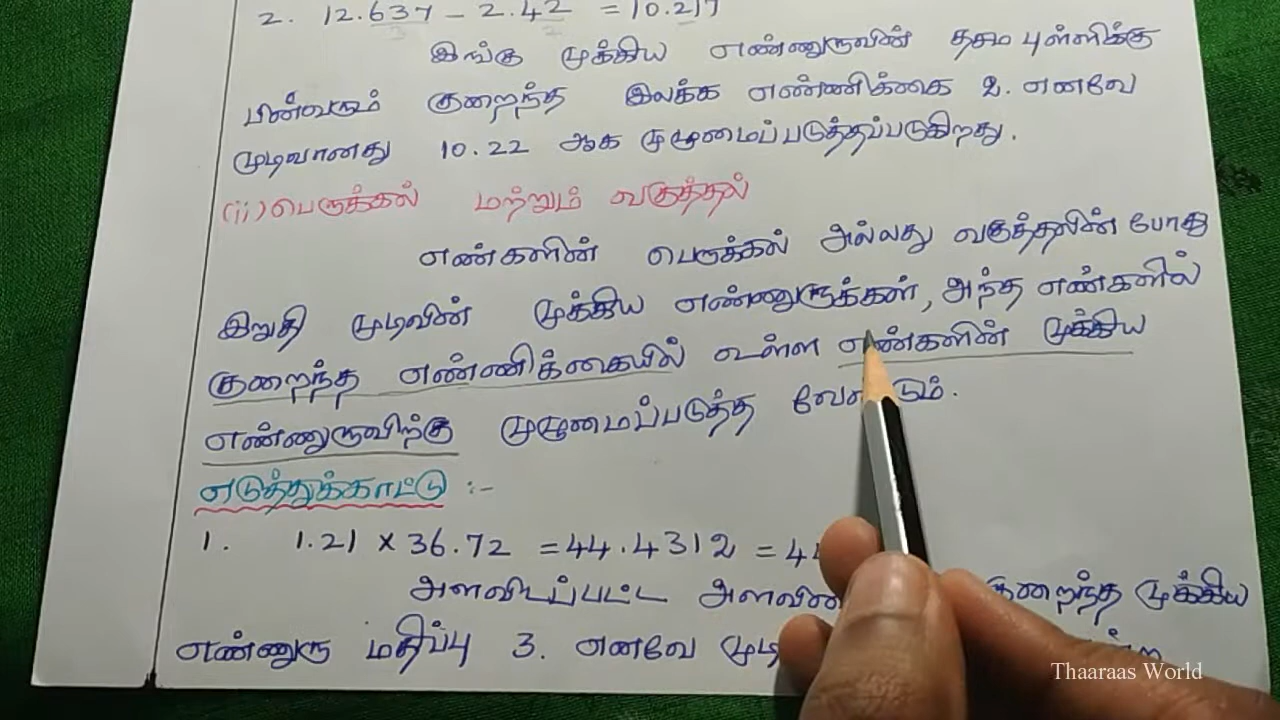 2. 12.637 – 2.42 = 10.217
இங்கு முக்கிய எண்ணுருவின் தசம புள்ளிக்கு
பின்வரும் குறைந்த இலக்க எண்ணிக்கை 2. எனவே
முடிவானது 10.22 ஆக முழுமைப்படுத்தப்படுகிறது.
(ii) பெருக்கல் மற்றும் வகுத்தல்
எண்களின் பெருக்கல் அல்லது வகுத்தலின் போது
இறுதி முடிவின் முக்கிய எண்ணுருக்கள், அந்த எண்களில்
குறைந்த எண்ணிக்கையில் உள்ள எண்களின் முக்கிய
எண்ணுருவிற்கு முழுமைப்படுத்த வேண்டும்.
எடுத்துக்காட்டு :-
1. 1.21 × 36.72 = 44.4312 = 44
அளவிடப்பட்ட குறைந்த முக்கிய
எண்ணுரு மதிப்பு 3. எனவே
Thaaraas World